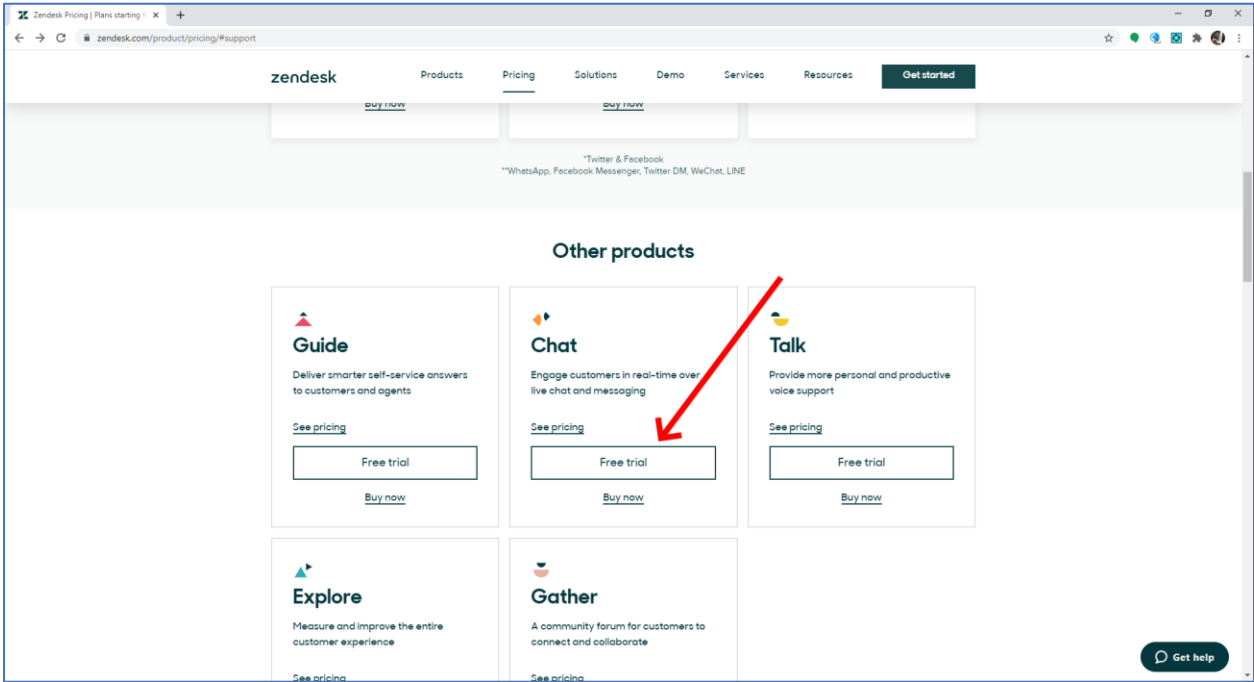 Zendesk Pricing | Plans starting
zendesk.com/product/pricing/#support
zendesk
Products
Pricing
Solutions
Demo
Services
Resources
Get started
Buy now
Buy now
*Twitter & Facebook
**WhatsApp, Facebook Messenger, Twitter DM, WeChat, LINE
Other products
Guide
Deliver smarter self-service answers
to customers and agents
See pricing
Free trial
Buy now
Chat
Engage customers in real-time over
live chat and messaging
See pricing
Free trial
Buy now
Talk
Provide more personal and productive
voice support
See pricing
Free trial
Buy now
Explore
Measure and improve the entire
customer experience
See pricing
Gather
A community forum for customers to
connect and collaborate
See pricing
Get help